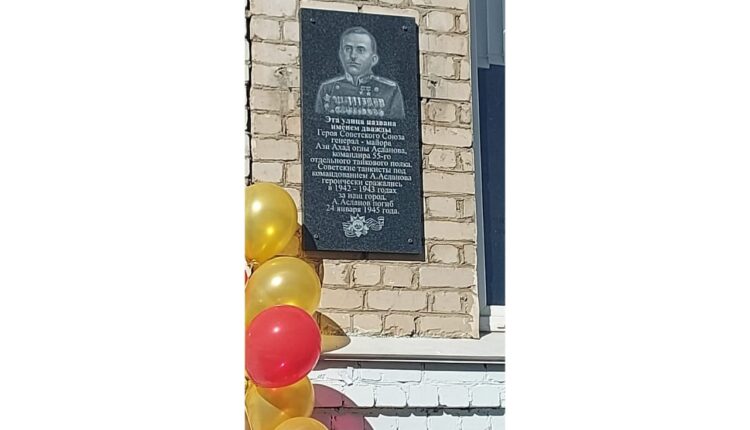 Эта улица названа
именем дважды
Героя Советского Союза
генерал - майора
Ази Ахад оглы Асланова,
командира 55-го
отдельного танкового полка.
Советские танкисты под
командованием А.Асланова
героически сражались
в 1942 - 1943 годах
за наш город.
А.Асланов погиб
24 января 1945 года.